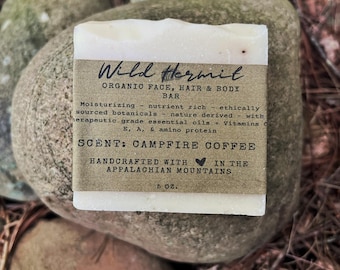 Wild Hermit
ORGANIC FACE, HAIR & BODY
BAR
Moisturizing - nutrient rich - ethically
sourced botanicals - nature derived - with
therapeutic grade essential oils + Vitamins C
E, A, & amino protein
SCENT: CAMPFIRE COFFEE
HANDCRAFTED WITH ♥ IN THE
APPALACHIAN MOUNTAINS
5 OZ.